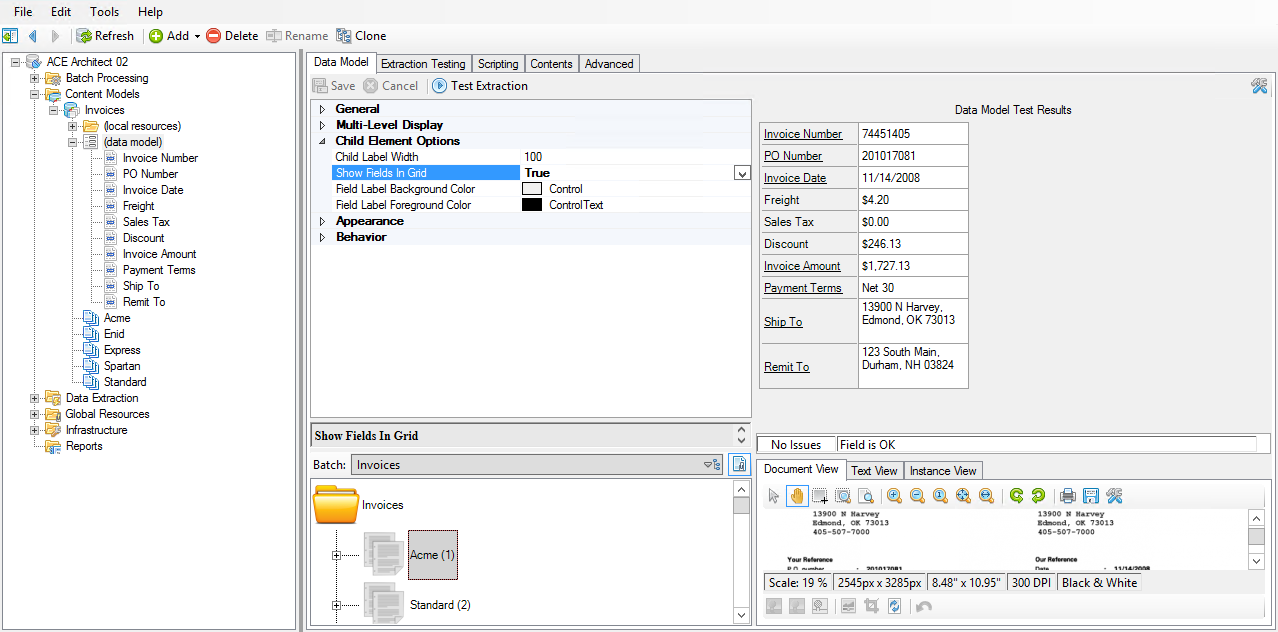 File Edit Tools Help
Refresh Add Delete Rename Clone
ACE Architect 02
Batch Processing
Content Models
Invoices
(local resources)
(data model)
Invoice Number
PO Number
Invoice Date
Freight
Sales Tax
Discount
Invoice Amount
Payment Terms
Ship To
Remit To
Acme
Enid
Express
Spartan
Standard
Data Extraction
Global Resources
Infrastructure
Reports
Data Model Extraction Testing Scripting Contents Advanced
Save Cancel Test Extraction
General
Multi-Level Display
Child Element Options
Child Label Width 100
Show Fields In Grid True
Field Label Background Color Control
Field Label Foreground Color ControlText
Appearance
Behavior
Show Fields In Grid
Batch: Invoices
Invoices
Acme (1)
Standard (2)
Data Model Test Results
Invoice Number 74451405
PO Number 201017081
Invoice Date 11/14/2008
Freight $4.20
Sales Tax $0.00
Discount $246.13
Invoice Amount $1,727.13
Payment Terms Net 30
Ship To 13900 N Harvey,
Edmond, OK 73013
Remit To 123 South Main,
Durham, NH 03824
No Issues Field is OK
Document View Text View Instance View
13900 N Harvey 13900 N Harvey
Edmond, OK 73013 Edmond, OK 73013
405-507-7000 405-507-7000
Your Reference Our Reference
P.O. number : 201017081 Date : 11/14/2008
Scale: 19 % 2545px x 3285px 8.48" x 10.95" 300 DPI Black & White